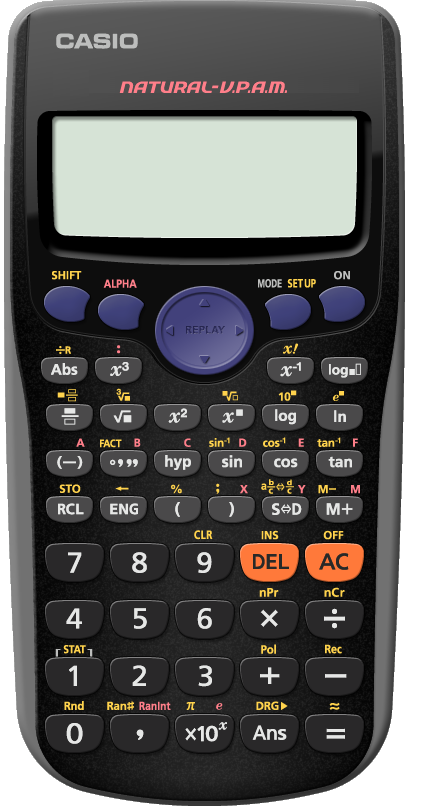 CASIO
NATURAL-V.P.A.M.
SHIFT ALPHA MODE SETUP ON
REPLAY
÷R : x!
Abs x³ x⁻¹ log■▯
■⊟ ³√■ ■√▯ 10■ e■
√■ x² x■ log ln
A FACT B C sin⁻¹ D cos⁻¹ E tan⁻¹ F
(−) °,,, hyp sin cos tan
STO ← % ; X a b/c⇔d/c Y M− M
RCL ENG ( ) S⇔D M+
CLR INS OFF
7 8 9 DEL AC
nPr nCr
4 5 6 × ÷
STAT Pol Rec
1 2 3 + −
Rnd Ran# RanInt π e DRG▶ ≈
0 , ×10ˣ Ans =